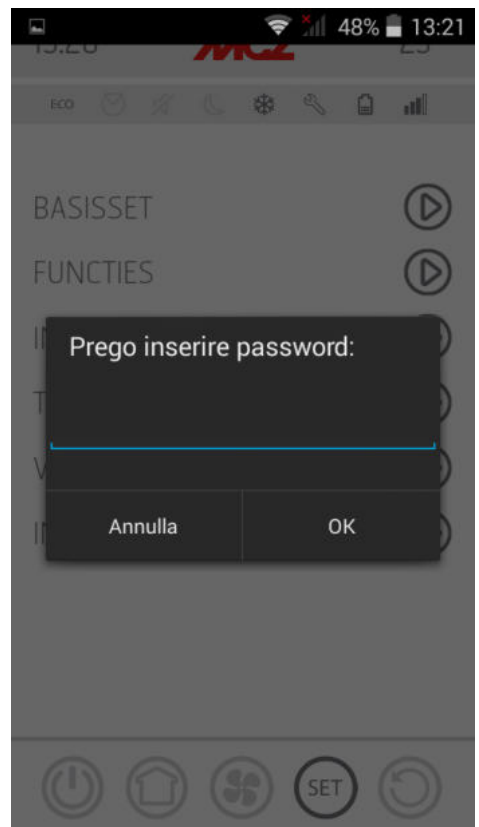 48% 13:21
MCZ
ECO
BASISSET
FUNCTIES
Prego inserire password:
Annulla OK
SET